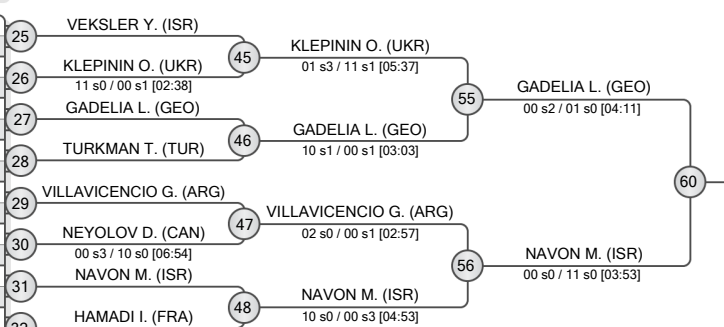 25
VEKSLER Y. (ISR)
26
KLEPININ O. (UKR)
11 s0 / 00 s1 [02:38]
45
KLEPININ O. (UKR)
01 s3 / 11 s1 [05:37]
27
GADELIA L. (GEO)
28
TURKMAN T. (TUR)
46
GADELIA L. (GEO)
10 s1 / 00 s1 [03:03]
55
GADELIA L. (GEO)
00 s2 / 01 s0 [04:11]
29
VILLAVICENCIO G. (ARG)
30
NEYOLOV D. (CAN)
00 s3 / 10 s0 [06:54]
47
VILLAVICENCIO G. (ARG)
02 s0 / 00 s1 [02:57]
31
NAVON M. (ISR)
32
HAMADI I. (FRA)
48
NAVON M. (ISR)
10 s0 / 00 s3 [04:53]
56
NAVON M. (ISR)
00 s0 / 11 s0 [03:53]
60